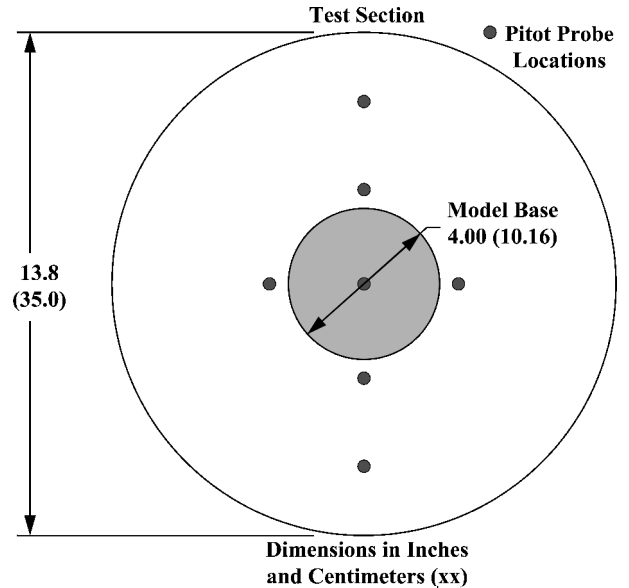 Test Section
Pitot Probe
Locations
Model Base
4.00 (10.16)
13.8
(35.0)
Dimensions in Inches
and Centimeters (xx)